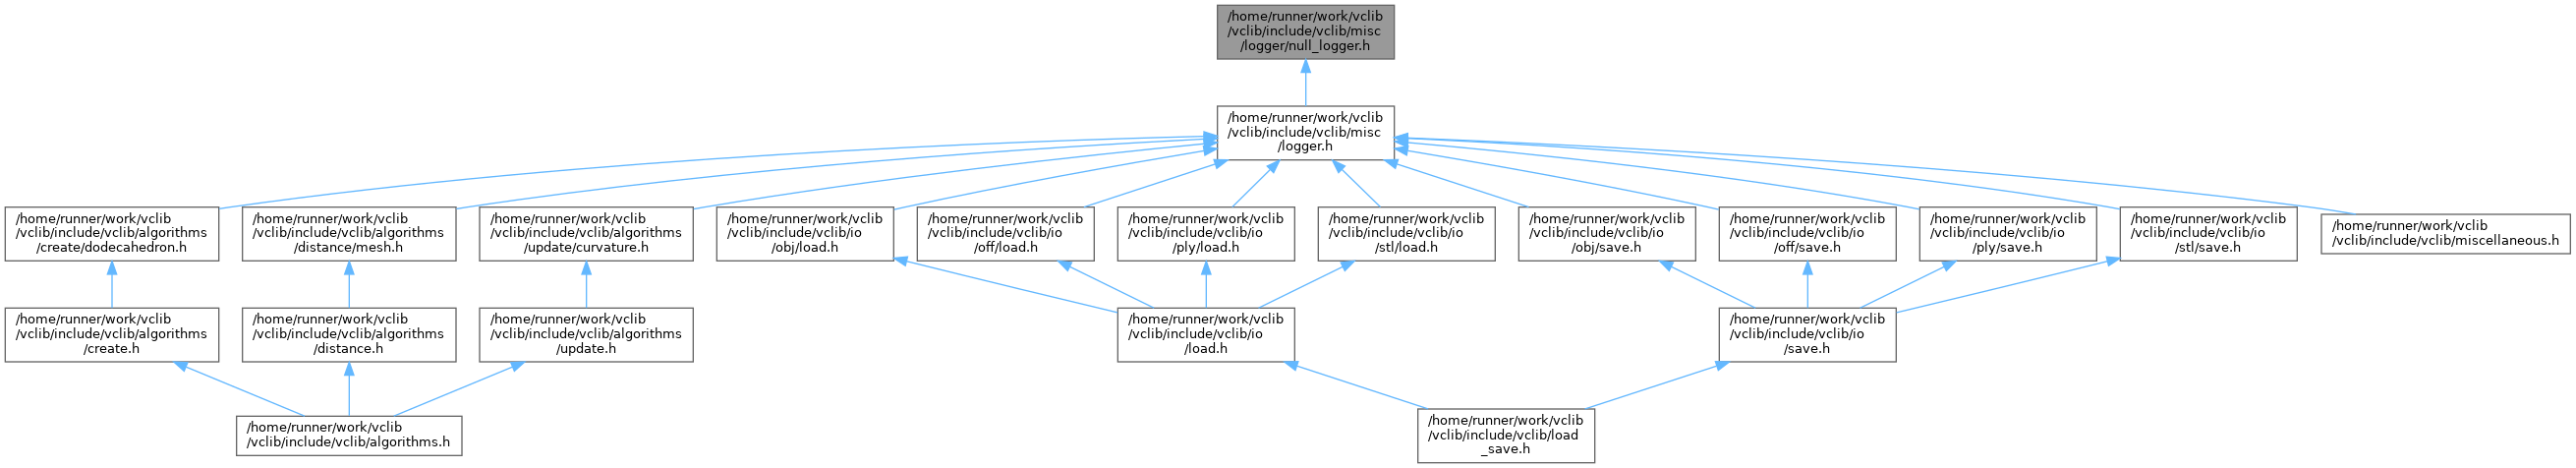 /home/runner/work/vclib
/vclib/include/vclib/misc
/logger/null_logger.h
/home/runner/work/vclib
/vclib/include/vclib/misc
/logger.h
/home/runner/work/vclib
/vclib/include/vclib/algorithms
/create/dodecahedron.h
/home/runner/work/vclib
/vclib/include/vclib/algorithms
/distance/mesh.h
/home/runner/work/vclib
/vclib/include/vclib/algorithms
/update/curvature.h
/home/runner/work/vclib
/vclib/include/vclib/io
/obj/load.h
/home/runner/work/vclib
/vclib/include/vclib/io
/off/load.h
/home/runner/work/vclib
/vclib/include/vclib/io
/ply/load.h
/home/runner/work/vclib
/vclib/include/vclib/io
/stl/load.h
/home/runner/work/vclib
/vclib/include/vclib/io
/obj/save.h
/home/runner/work/vclib
/vclib/include/vclib/io
/off/save.h
/home/runner/work/vclib
/vclib/include/vclib/io
/ply/save.h
/home/runner/work/vclib
/vclib/include/vclib/io
/stl/save.h
/home/runner/work/vclib
/vclib/include/vclib/miscellaneous.h
/home/runner/work/vclib
/vclib/include/vclib/algorithms
/create.h
/home/runner/work/vclib
/vclib/include/vclib/algorithms
/distance.h
/home/runner/work/vclib
/vclib/include/vclib/algorithms
/update.h
/home/runner/work/vclib
/vclib/include/vclib/io
/load.h
/home/runner/work/vclib
/vclib/include/vclib/io
/save.h
/home/runner/work/vclib
/vclib/include/vclib/algorithms.h
/home/runner/work/vclib
/vclib/include/vclib/load
_save.h